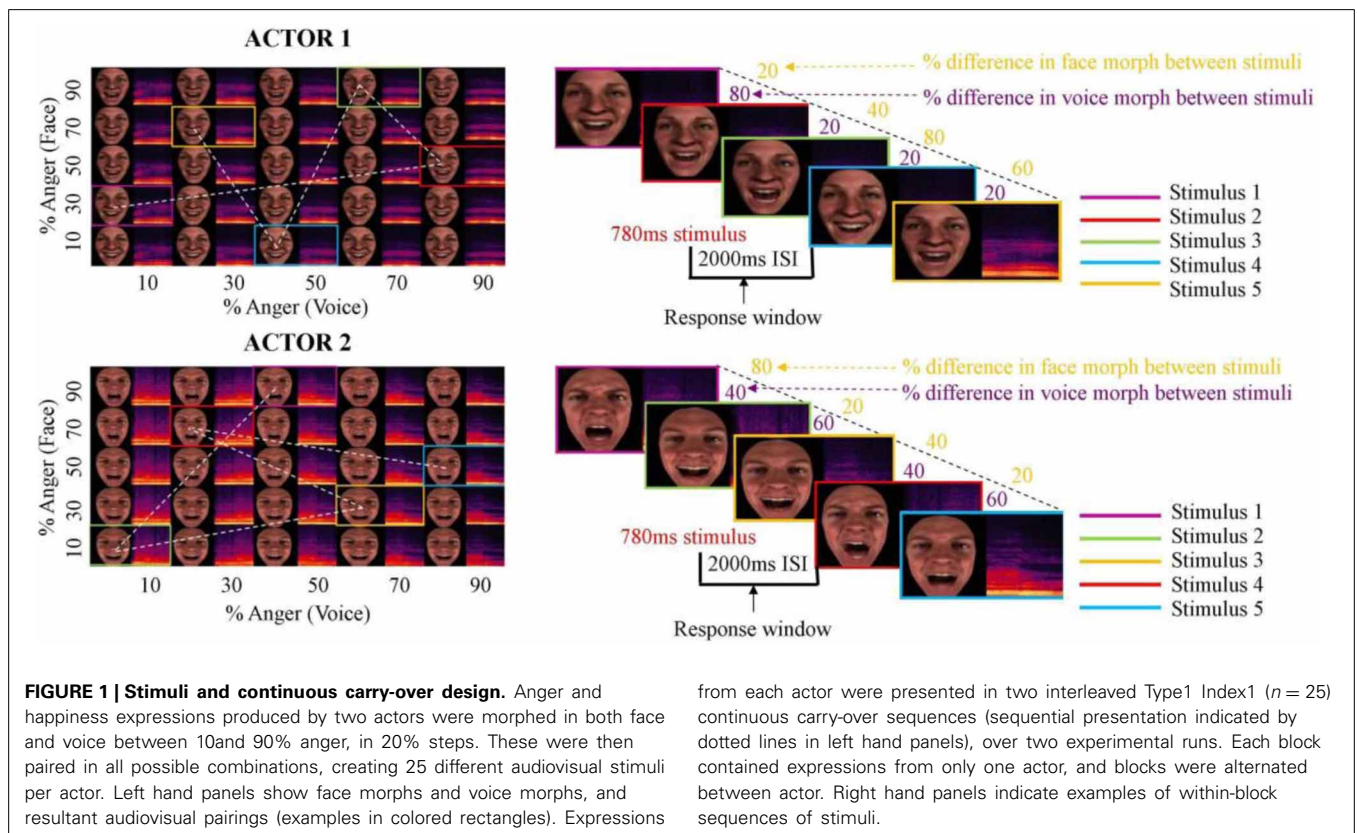 ACTOR 1
% Anger (Face)
90
70
50
30
10
10 30 50 70 90
% Anger (Voice)
20 % difference in face morph between stimuli
80 % difference in voice morph between stimuli
40
20
80
20
60
20
780ms stimulus
2000ms ISI
Response window
Stimulus 1
Stimulus 2
Stimulus 3
Stimulus 4
Stimulus 5
ACTOR 2
% Anger (Face)
90
70
50
30
10
10 30 50 70 90
% Anger (Voice)
80 % difference in face morph between stimuli
40 % difference in voice morph between stimuli
20
60
40
40
20
60
780ms stimulus
2000ms ISI
Response window
Stimulus 1
Stimulus 2
Stimulus 3
Stimulus 4
Stimulus 5
FIGURE 1 | Stimuli and continuous carry-over design. Anger and
happiness expressions produced by two actors were morphed in both face
and voice between 10and 90% anger, in 20% steps. These were then
paired in all possible combinations, creating 25 different audiovisual stimuli
per actor. Left hand panels show face morphs and voice morphs, and
resultant audiovisual pairings (examples in colored rectangles). Expressions
from each actor were presented in two interleaved Type1 Index1 (n = 25)
continuous carry-over sequences (sequential presentation indicated by
dotted lines in left hand panels), over two experimental runs. Each block
contained expressions from only one actor, and blocks were alternated
between actor. Right hand panels indicate examples of within-block
sequences of stimuli.